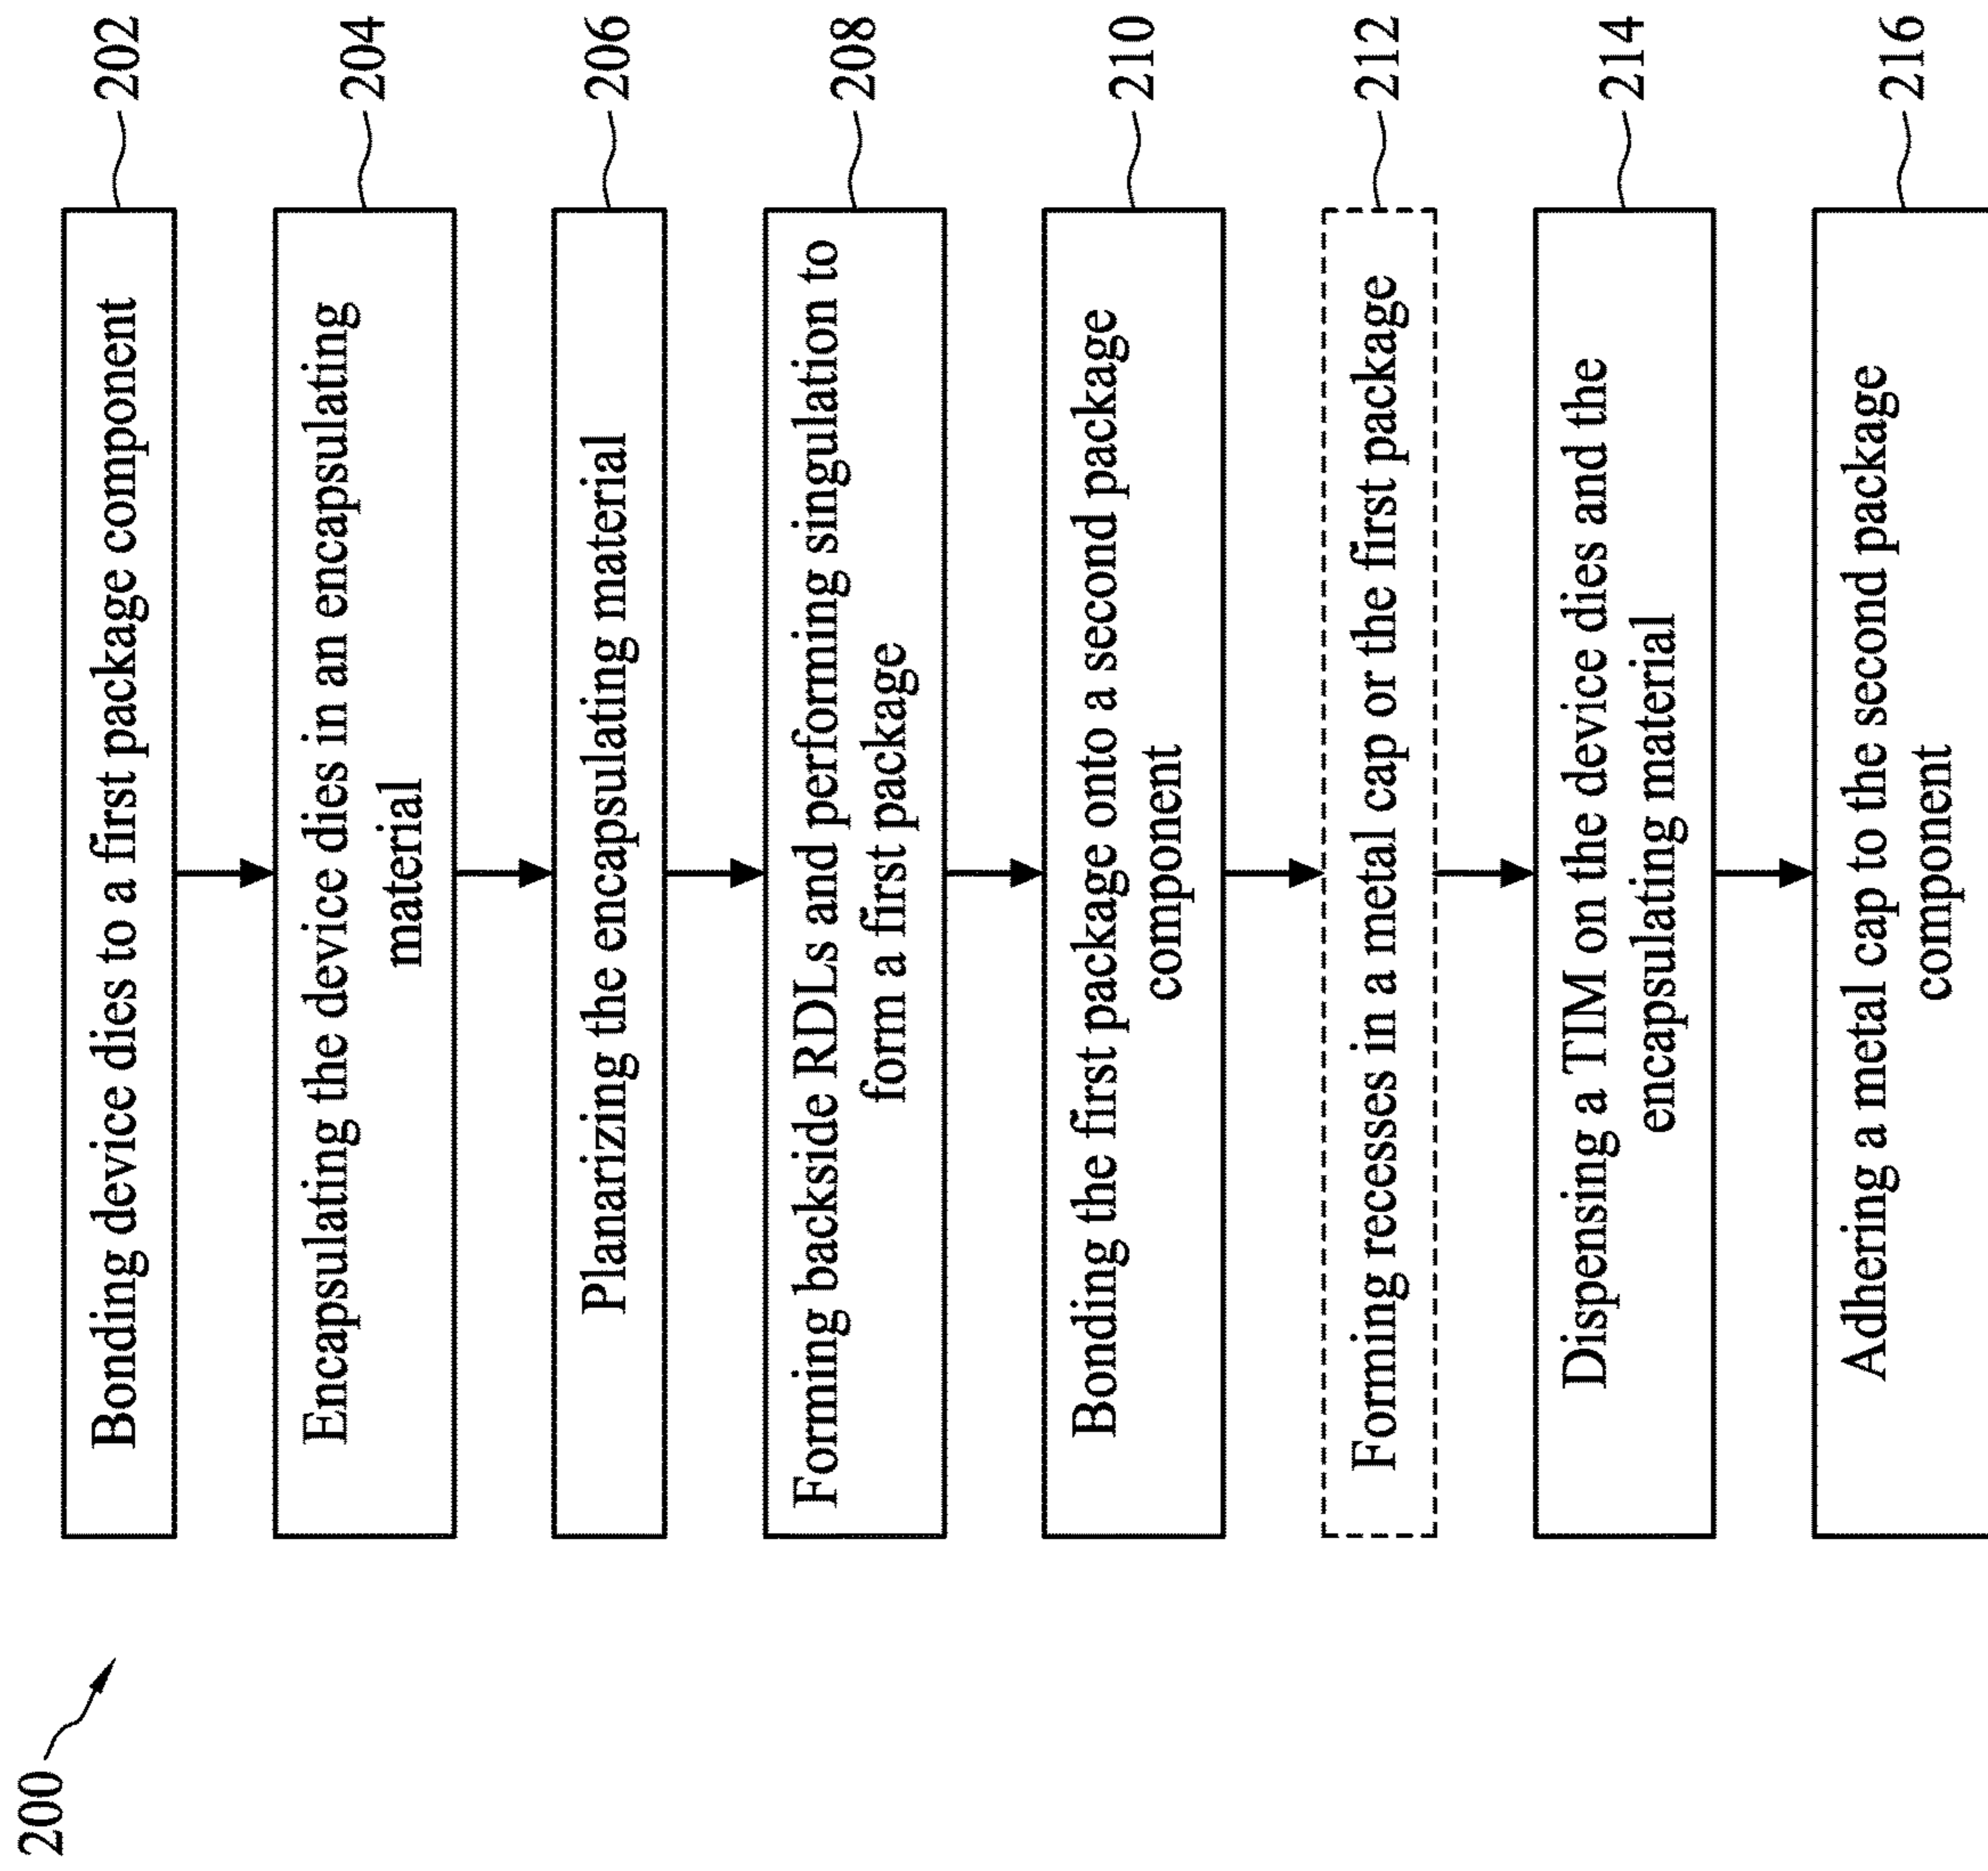 200
Bonding device dies to a first package component
202
Encapsulating the device dies in an encapsulating
material
204
Planarizing the encapsulating material
206
Forming backside RDLs and performing singulation to
form a first package
208
Bonding the first package onto a second package
component
210
Forming recesses in a metal cap or the first package
212
Dispensing a TIM on the device dies and the
encapsulating material
214
Adhering a metal cap to the second package
component
216